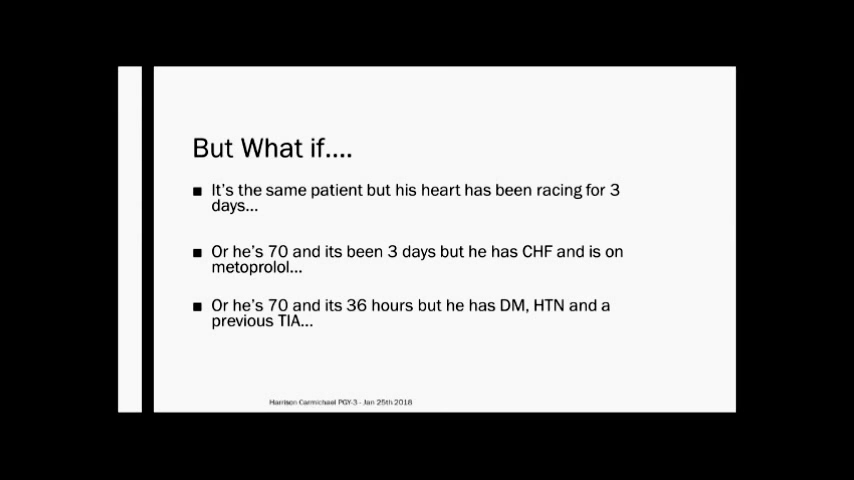 But What if....
■ It's the same patient but his heart has been racing for 3
days...
■ Or he's 70 and its been 3 days but he has CHF and is on
metoprolol...
■ Or he's 70 and its 36 hours but he has DM, HTN and a
previous TIA...
Harrison Carmichael PGY-3 - Jan 25th 2018